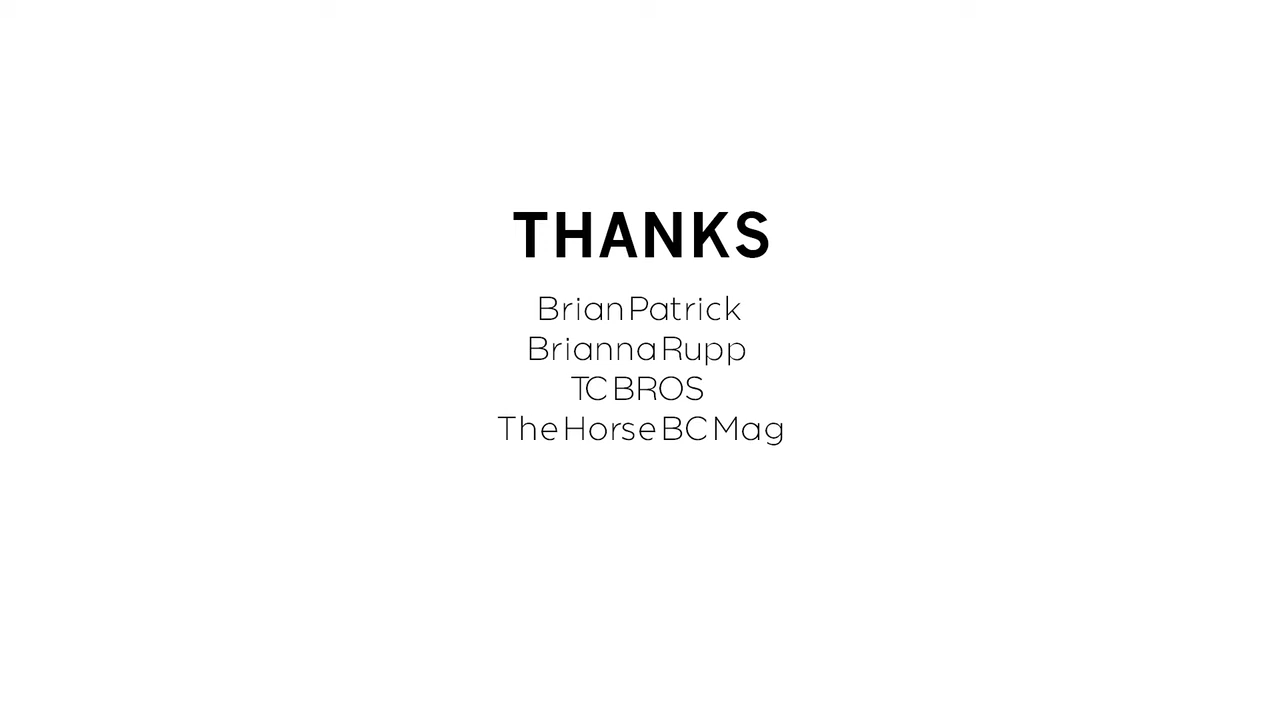 THANKS
Brian Patrick
Brianna Rupp
TC BROS
The Horse BC Mag